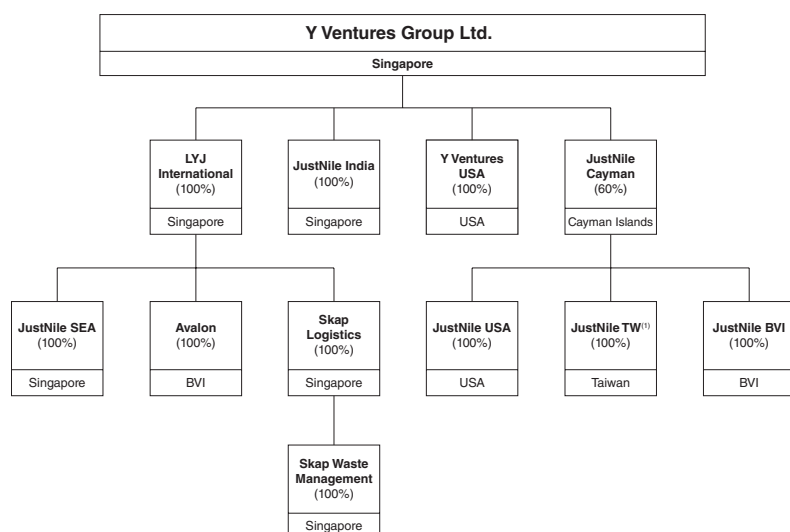 Y Ventures Group Ltd.
Singapore
LYJ
International
(100%)
Singapore
JustNile India
(100%)
Singapore
Y Ventures
USA
(100%)
USA
JustNile
Cayman
(60%)
Cayman Islands
JustNile SEA
(100%)
Singapore
Avalon
(100%)
BVI
Skap
Logistics
(100%)
Singapore
JustNile USA
(100%)
USA
JustNile TW(1)
(100%)
Taiwan
JustNile BVI
(100%)
BVI
Skap Waste
Management
(100%)
Singapore